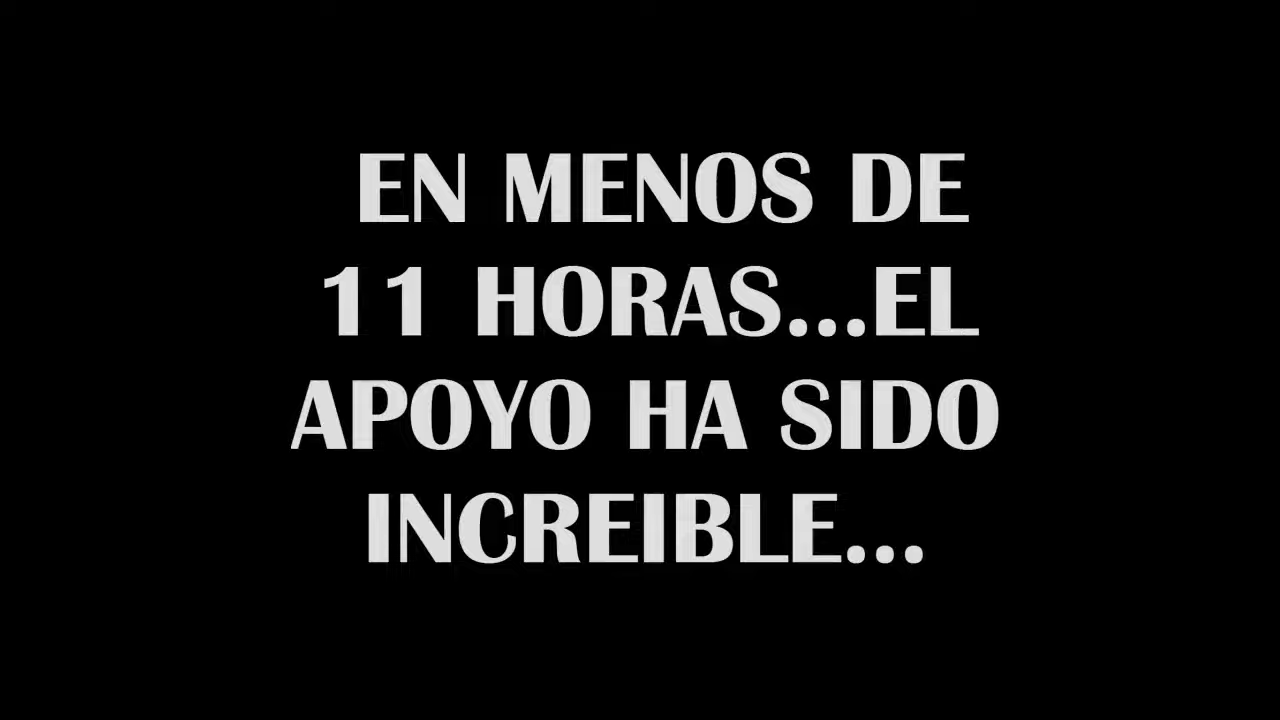 EN MENOS DE
11 HORAS...EL
APOYO HA SIDO
INCREIBLE...